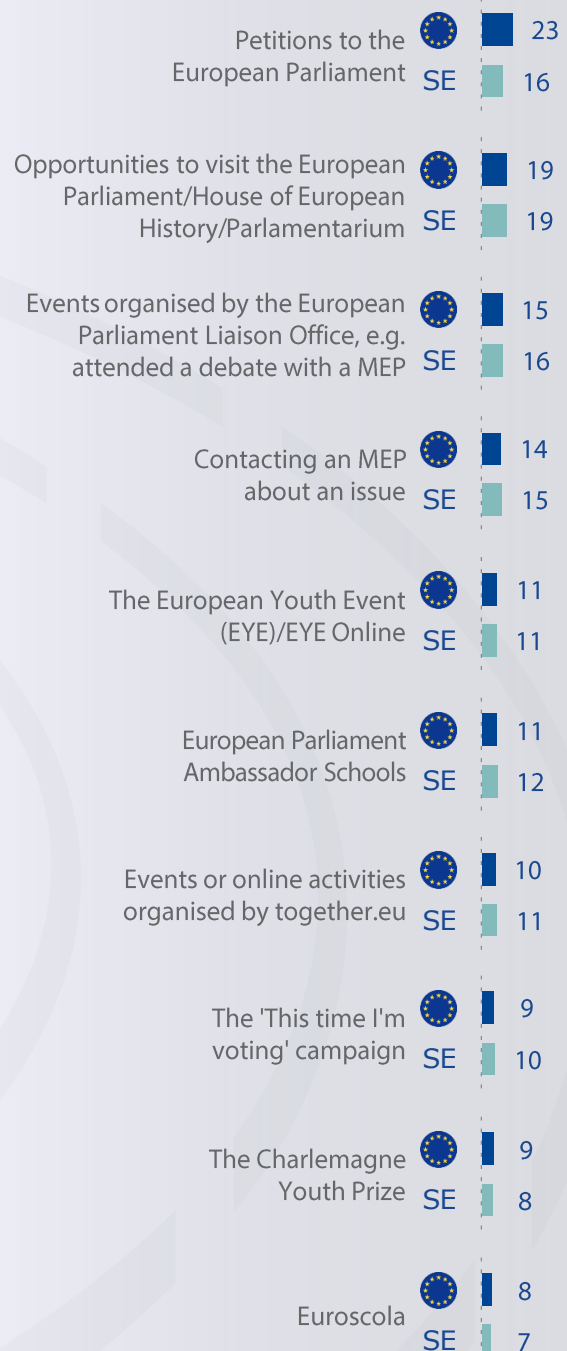 Petitions to the
European Parliament
23
SE 16
Opportunities to visit the European
Parliament/House of European
History/Parlamentarium
19
SE 19
Events organised by the European
Parliament Liaison Office, e.g.
attended a debate with a MEP
15
SE 16
Contacting an MEP
about an issue
14
SE 15
The European Youth Event
(EYE)/EYE Online
11
SE 11
European Parliament
Ambassador Schools
11
SE 12
Events or online activities
organised by together.eu
10
SE 11
The 'This time I'm
voting' campaign
9
SE 10
The Charlemagne
Youth Prize
9
SE 8
Euroscola
8
SE 7